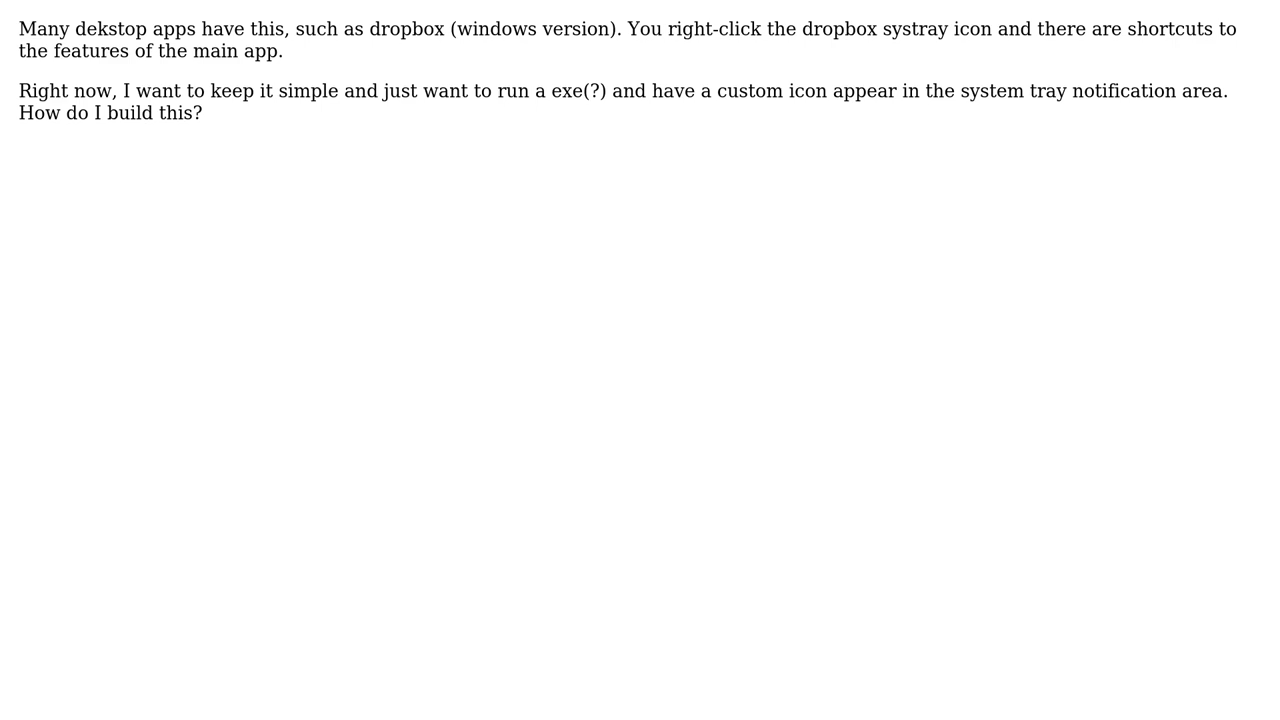 Many dekstop apps have this, such as dropbox (windows version). You right-click the dropbox systray icon and there are shortcuts to
the features of the main app.
Right now, I want to keep it simple and just want to run a exe(?) and have a custom icon appear in the system tray notification area.
How do I build this?